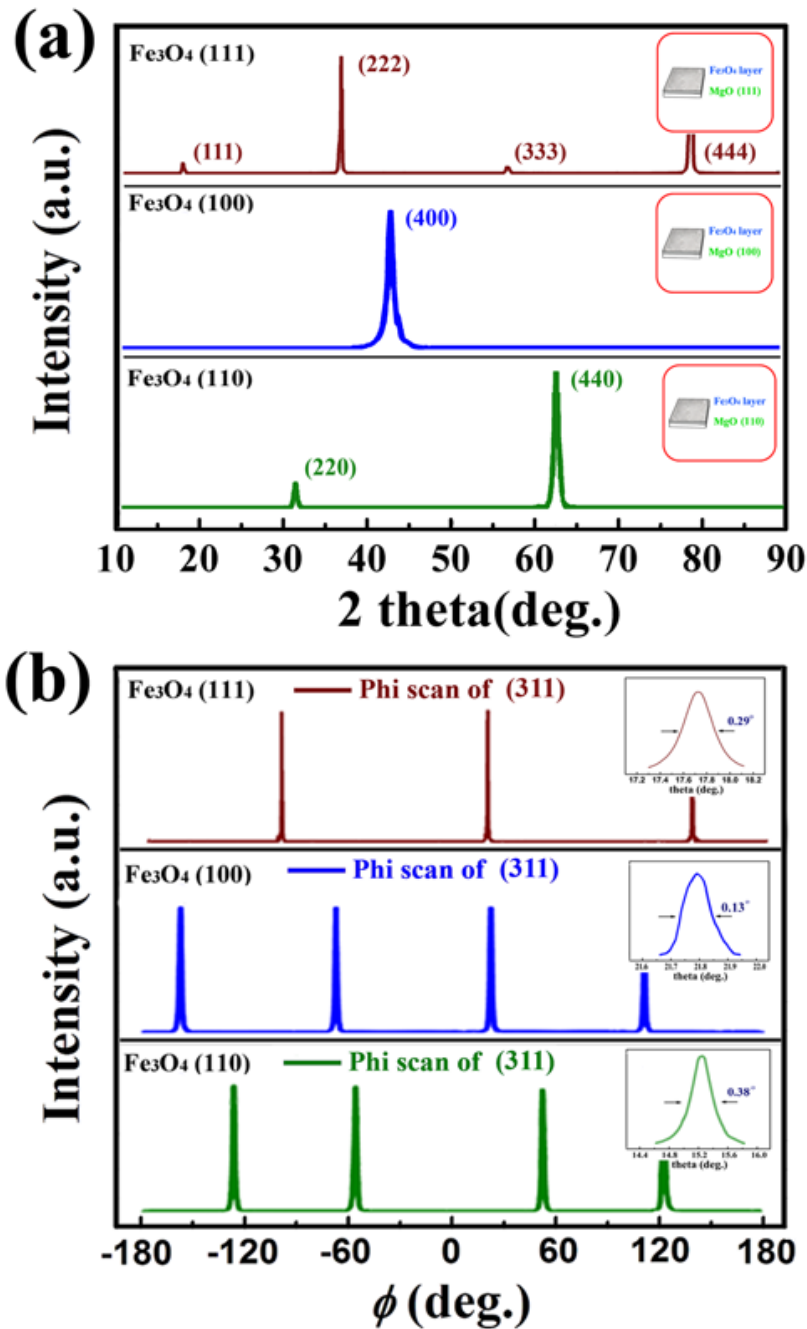 (a)
Fe₃O₄ (111)
(222)
Fe₃O₄ layer
MgO (111)
(111)
(333)
(444)
Fe₃O₄ (100)
(400)
Fe₃O₄ layer
MgO (100)
Fe₃O₄ (110)
(440)
Fe₃O₄ layer
MgO (110)
(220)
Intensity (a.u.)
10 20 30 40 50 60 70 80 90
2 theta(deg.)
(b)
Fe₃O₄ (111)
Phi scan of (311)
0.29°
17.2 17.4 17.6 17.8 18.0 18.2
theta (deg.)
Fe₃O₄ (100)
Phi scan of (311)
0.13°
21.6 21.7 21.8 21.9 22.0
theta (deg.)
Fe₃O₄ (110)
Phi scan of (311)
0.38°
14.4 14.8 15.2 15.6 16.0
theta (deg.)
Intensity (a.u.)
-180 -120 -60 0 60 120 180
ϕ (deg.)